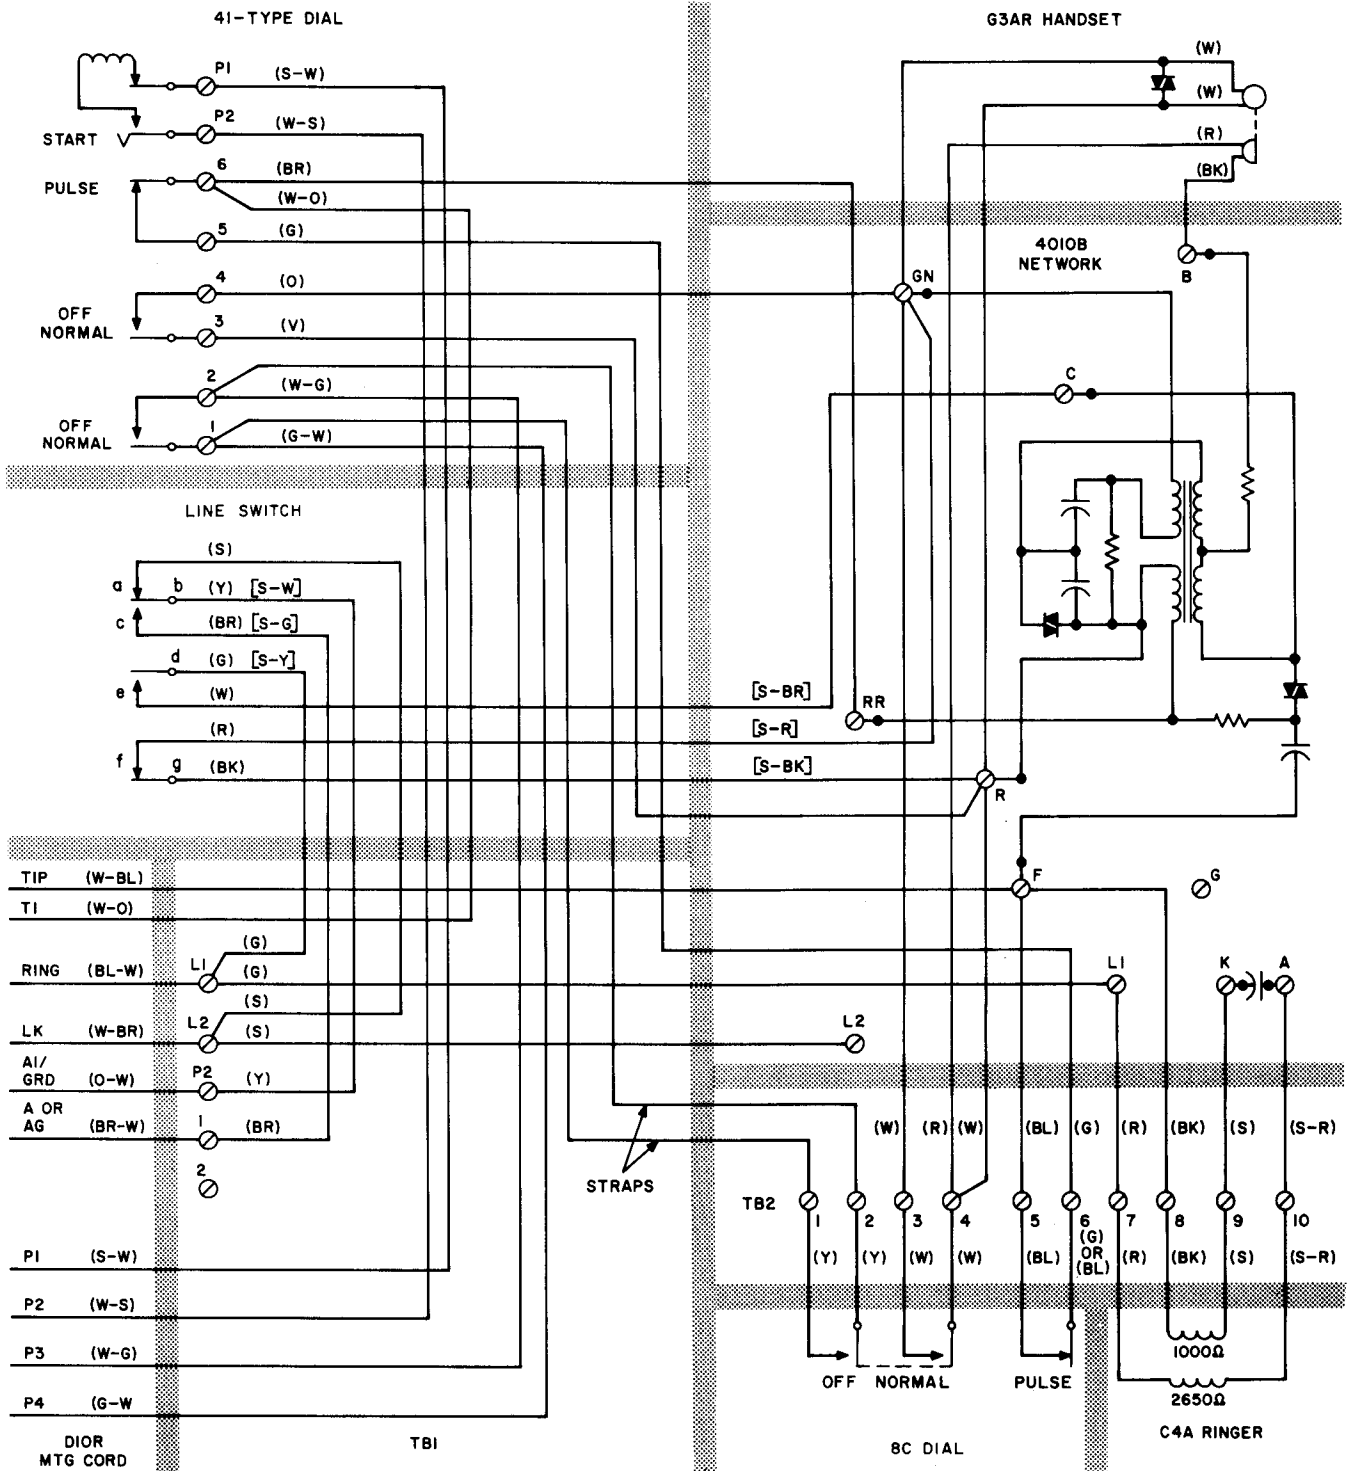 41-TYPE DIAL
G3AR HANDSET
P1 (S-W)
(W)
(W)
P2 (W-S)
START
(R)
6 (BR)
PULSE
(BK)
(W-O)
5 (G)
4010B
NETWORK
B
4 (O)
GN
OFF
NORMAL
3 (V)
2
(W-G)
C
OFF
NORMAL
1
(G-W)
LINE SWITCH
(S)
a b (Y) [S-W]
c (BR) [S-G]
d (G) [S-Y]
e (W) [S-BR]
RR
(R) [S-R]
f g (BK) [S-BK]
R
TIP (W-BL)
F
G
T1 (W-O)
(G)
RING (BL-W) L1 (G)
L1
K A
(S)
LK (W-BR) L2 (S)
L2
A1/
GRD (O-W) P2 (Y)
A OR
AG (BR-W) 1 (BR)
(W) (R) (W) (BL) (G) (R) (BK) (S) (S-R)
2
STRAPS
TB2
1 2 3 4 5 6 7 8 9 10
(Y) (Y) (W) (W) (BL) (G) OR (BL) (R) (BK) (S) (S-R)
P1 (S-W)
P2 (W-S)
P3 (W-G)
1000Ω
OFF NORMAL PULSE
P4 (G-W
2650Ω
C4A RINGER
DIOR
MTG CORD
TB1
8C DIAL